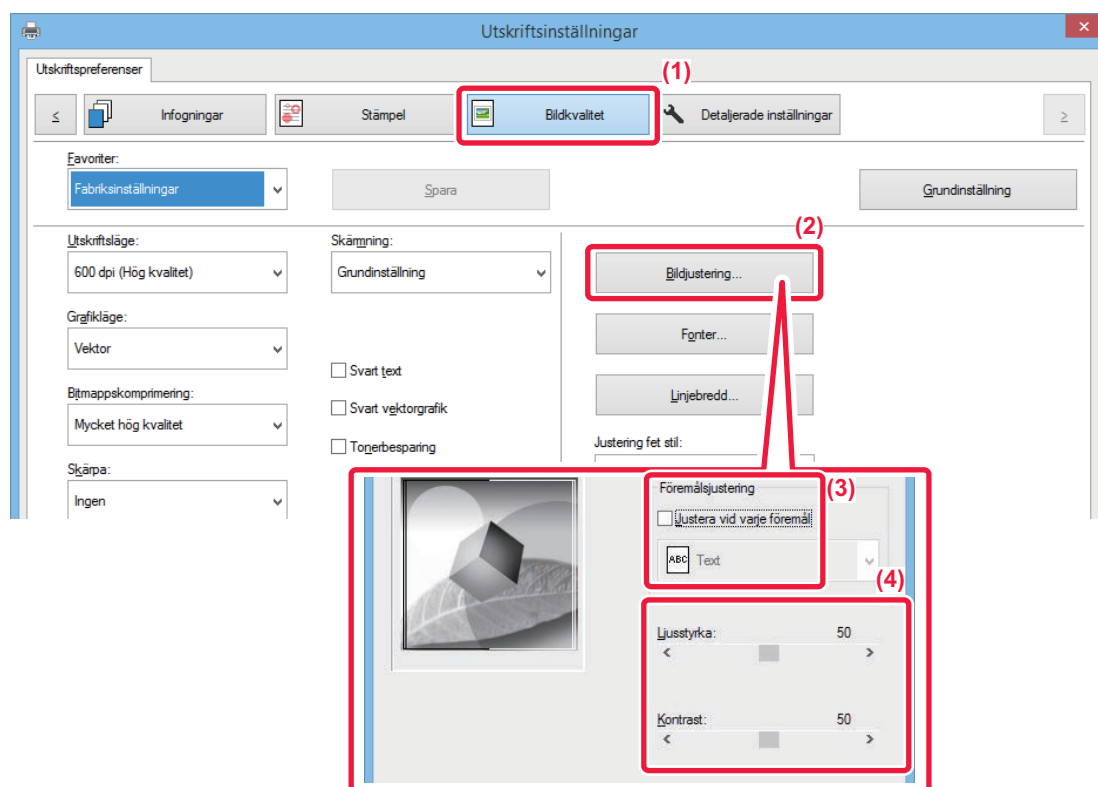 Utskriftsinställningar
Utskriftspreferenser
(1)
< Infogningar Stämpel Bildkvalitet Detaljerade inställningar >
Favoriter:
Fabriksinställningar Spara Grundinställning
(2)
Utskriftsläge: Skärmning:
600 dpi (Hög kvalitet) Grundinställning Bildjustering...
Grafikläge:
Fonter...
Vektor
Svart text
Bitmappskomprimering:
Linjebredd...
Svart vektorgrafik
Mycket hög kvalitet
Tonerbesparing Justering fet stil:
Skärpa:
Ingen
Föremålsjustering (3)
Justera vid varje föremål
ABC Text
(4)
Ljusstyrka: 50
Kontrast: 50